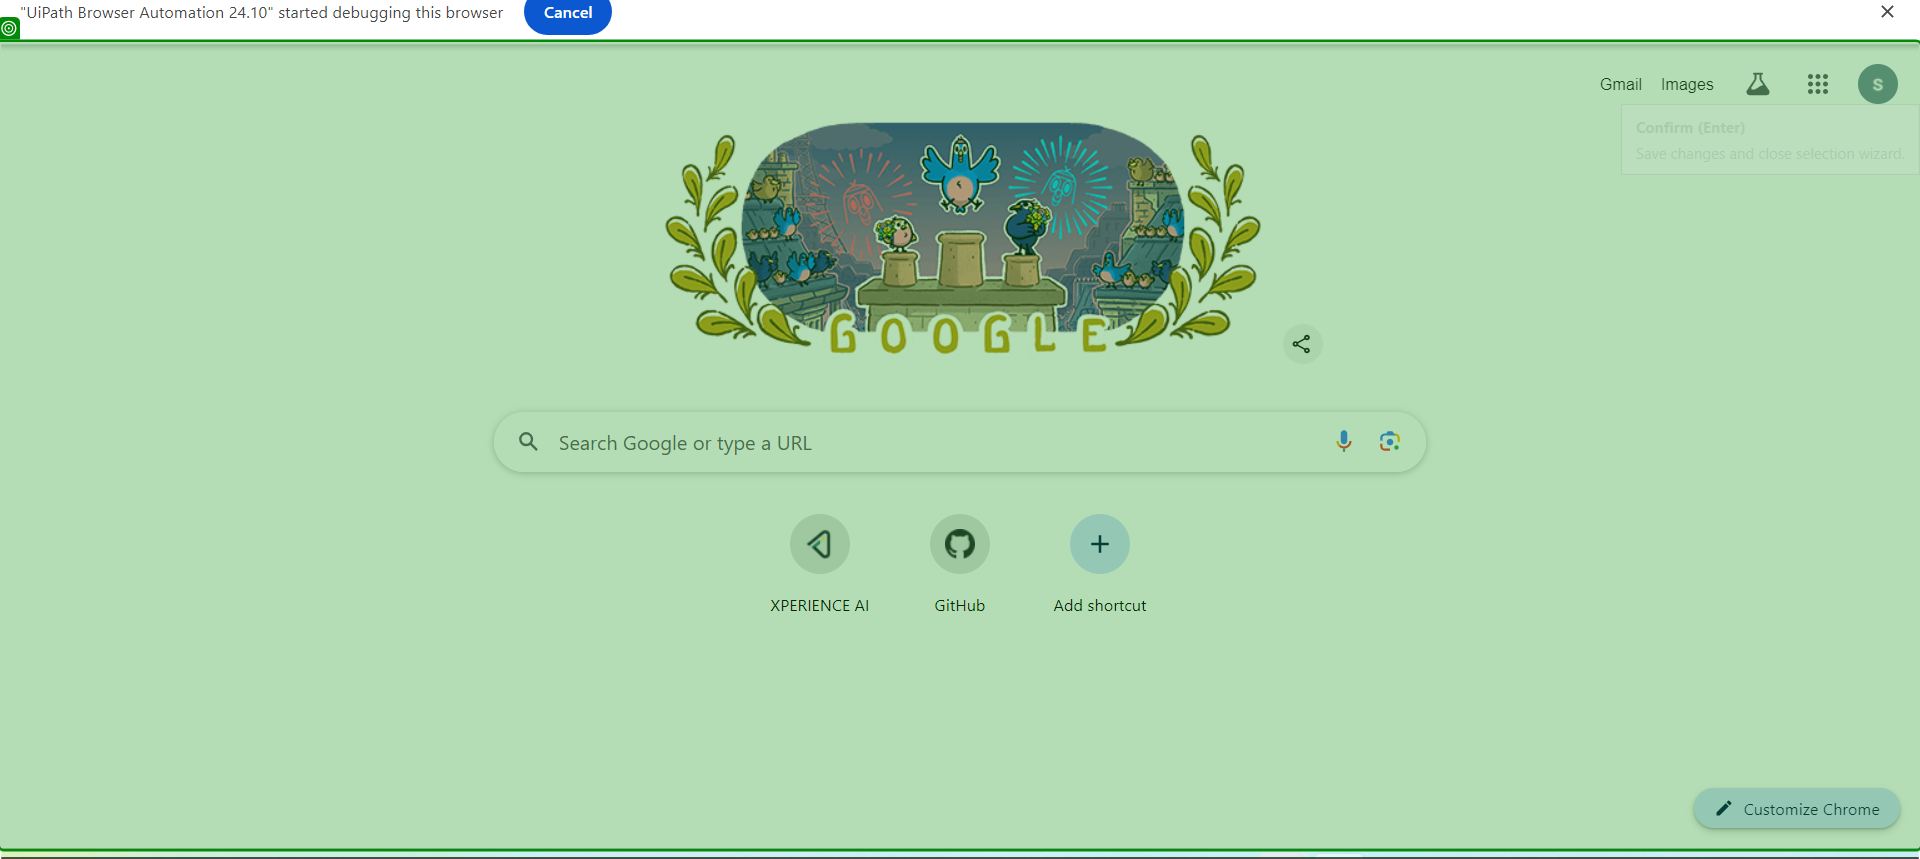 "UiPath Browser Automation 24.10" started debugging this browser Cancel
Gmail Images S
Confirm (Enter)
Save changes and close selection wizard.
GOOGLE
Search Google or type a URL
XPERIENCE AI GitHub Add shortcut
Customize Chrome